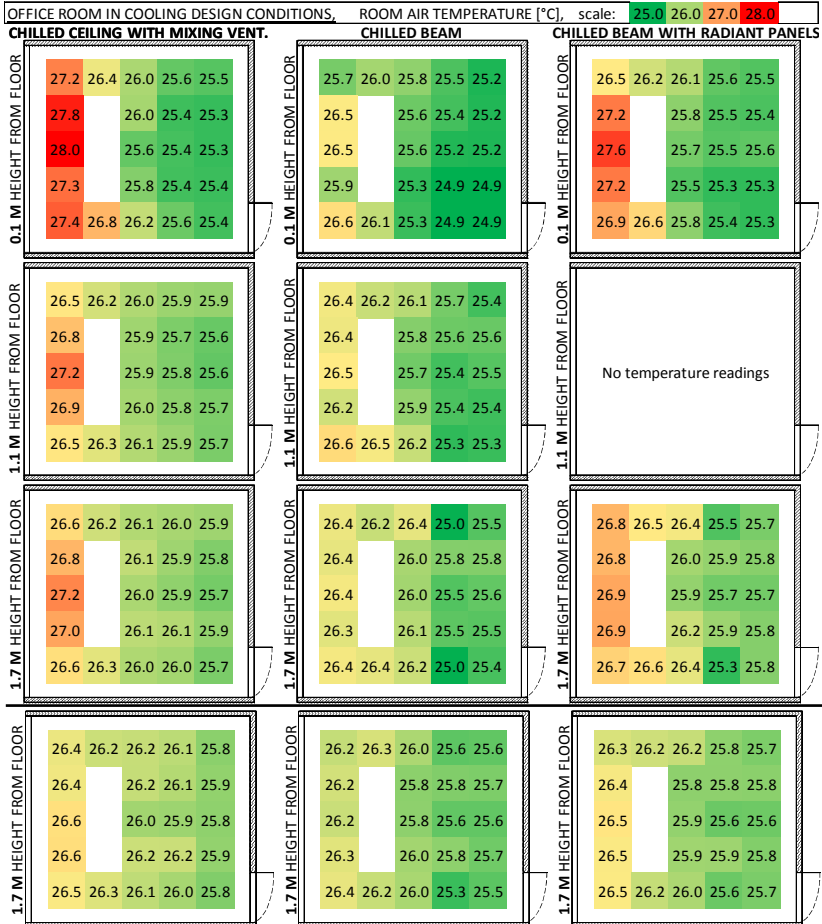 OFFICE ROOM IN COOLING DESIGN CONDITIONS, ROOM AIR TEMPERATURE [°C], scale: 25.0 26.0 27.0 28.0
CHILLED CEILING WITH MIXING VENT. CHILLED BEAM CHILLED BEAM WITH RADIANT PANELS
0.1 M HEIGHT FROM FLOOR
27.2 26.4 26.0 25.6 25.5
27.8 26.0 25.4 25.3
28.0 25.6 25.4 25.3
27.3 25.8 25.4 25.4
27.4 26.8 26.2 25.6 25.4
0.1 M HEIGHT FROM FLOOR
25.7 26.0 25.8 25.5 25.2
26.5 25.6 25.4 25.2
26.5 25.6 25.2 25.2
25.9 25.3 24.9 24.9
26.6 26.1 25.3 24.9 24.9
0.1 M HEIGHT FROM FLOOR
26.5 26.2 26.1 25.6 25.5
27.2 25.8 25.5 25.4
27.6 25.7 25.5 25.6
27.2 25.5 25.3 25.3
26.9 26.6 25.8 25.4 25.3
1.1 M HEIGHT FROM FLOOR
26.5 26.2 26.0 25.9 25.9
26.8 25.9 25.7 25.6
27.2 25.9 25.8 25.6
26.9 26.0 25.8 25.7
26.5 26.3 26.1 25.9 25.7
1.1 M HEIGHT FROM FLOOR
26.4 26.2 26.1 25.7 25.4
26.4 25.8 25.6 25.6
26.5 25.7 25.4 25.5
26.2 25.9 25.4 25.4
26.6 26.5 26.2 25.3 25.3
1.1 M HEIGHT FROM FLOOR
No temperature readings
1.7 M HEIGHT FROM FLOOR
26.6 26.2 26.1 26.0 25.9
26.8 26.1 25.9 25.8
27.2 26.0 25.9 25.7
27.0 26.1 26.1 25.9
26.6 26.3 26.0 26.0 25.7
1.7 M HEIGHT FROM FLOOR
26.4 26.2 26.4 25.0 25.5
26.4 26.0 25.8 25.8
26.4 26.0 25.5 25.6
26.3 26.1 25.5 25.5
26.4 26.4 26.2 25.0 25.4
1.7 M HEIGHT FROM FLOOR
26.8 26.5 26.4 25.5 25.7
26.8 26.0 25.9 25.8
26.9 25.9 25.7 25.7
26.9 26.2 25.9 25.8
26.7 26.6 26.4 25.3 25.8
1.7 M HEIGHT FROM FLOOR
26.4 26.2 26.2 26.1 25.8
26.4 26.2 26.1 25.9
26.6 26.0 25.9 25.8
26.6 26.2 26.2 25.9
26.5 26.3 26.1 26.0 25.8
1.7 M HEIGHT FROM FLOOR
26.2 26.3 26.0 25.6 25.6
26.2 25.8 25.8 25.7
26.2 25.8 25.6 25.6
26.3 26.0 25.8 25.7
26.4 26.2 26.0 25.3 25.5
1.7 M HEIGHT FROM FLOOR
26.3 26.2 26.2 25.8 25.7
26.4 25.8 25.8 25.8
26.5 25.9 25.6 25.6
26.5 25.9 25.9 25.8
26.5 26.2 26.0 25.6 25.7